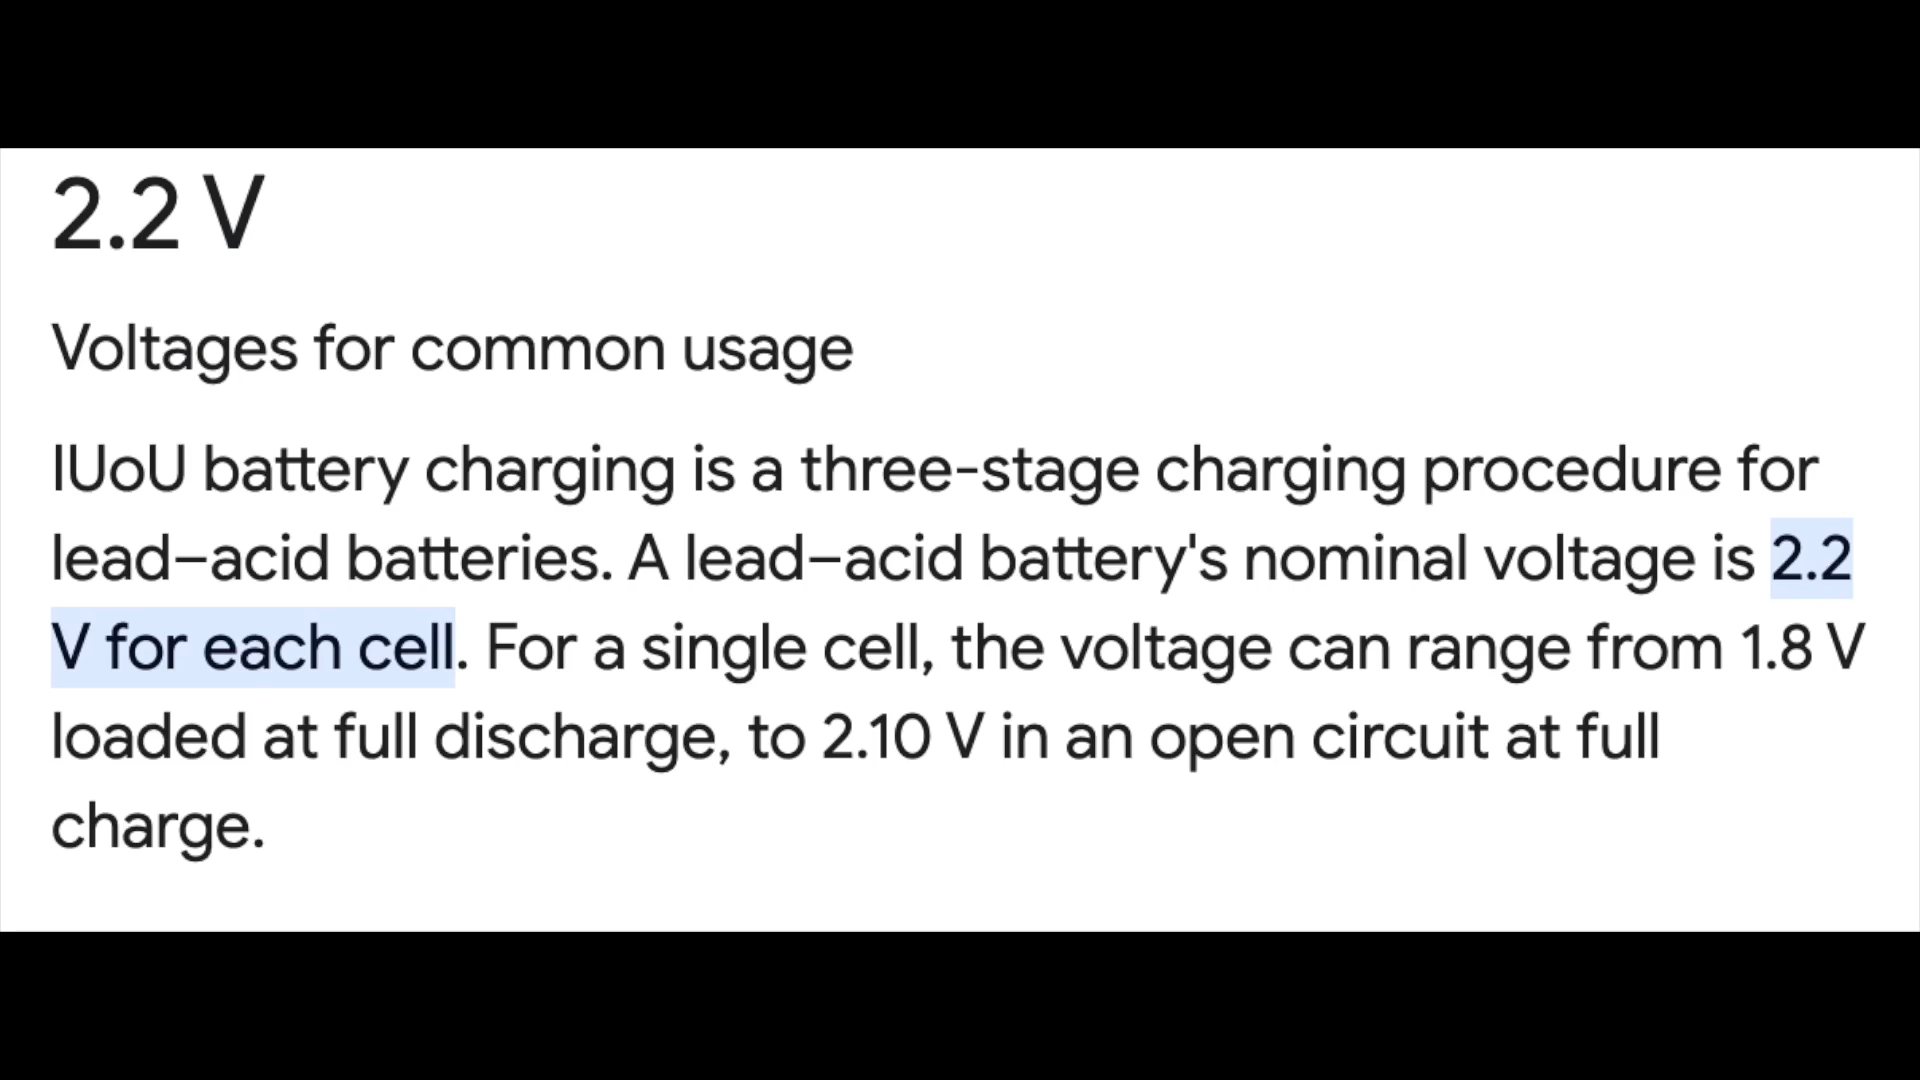 2.2 V
Voltages for common usage
IUoU battery charging is a three-stage charging procedure for
lead–acid batteries. A lead–acid battery's nominal voltage is 2.2
V for each cell. For a single cell, the voltage can range from 1.8 V
loaded at full discharge, to 2.10 V in an open circuit at full
charge.